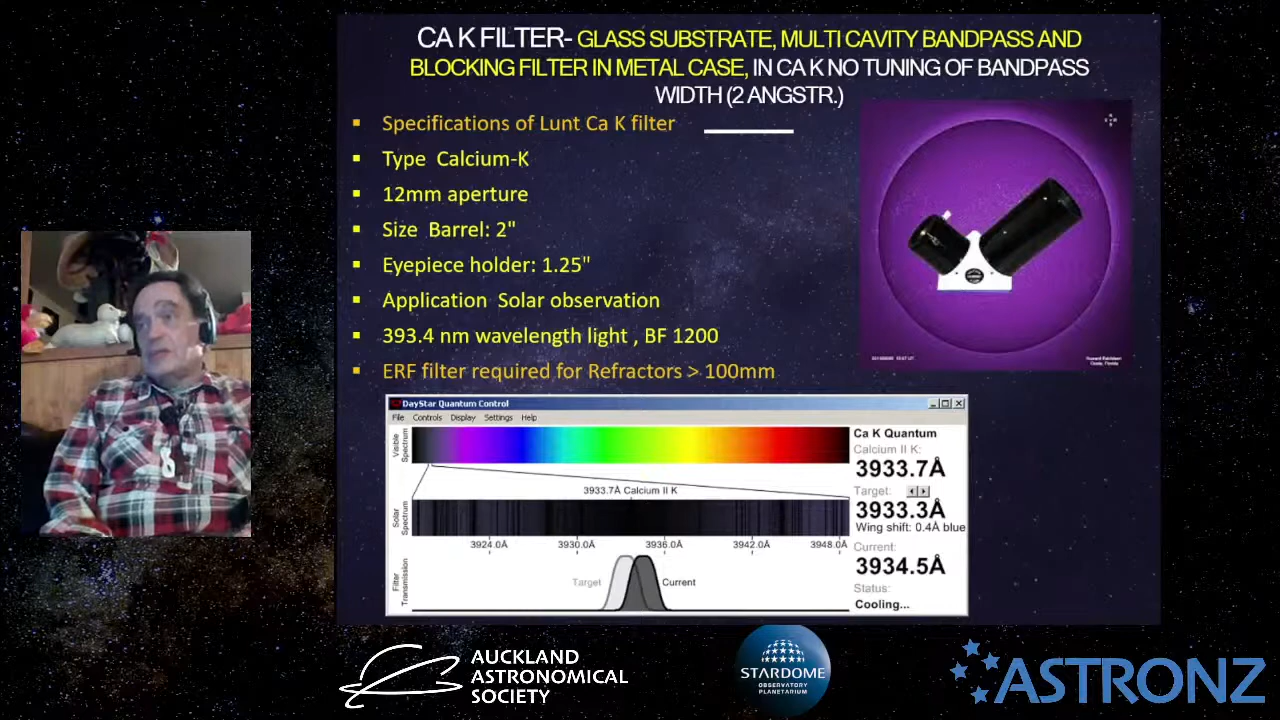 CA K FILTER- GLASS SUBSTRATE, MULTI CAVITY BANDPASS AND
BLOCKING FILTER IN METAL CASE, IN CA K NO TUNING OF BANDPASS
WIDTH (2 ANGSTR.)
Specifications of Lunt Ca K filter
Type Calcium-K
12mm aperture
Size Barrel: 2"
Eyepiece holder: 1.25"
Application Solar observation
393.4 nm wavelength light , BF 1200
ERF filter required for Refractors > 100mm
DayStar Quantum Control
File Controls Display Settings Help
Visible
Spectrum
Ca K Quantum
Calcium II K:
3933.7Å
3933.7Å Calcium II K
Target:
3933.3Å
Wing shift: 0.4Å blue
Solar
Spectrum
3924.0Å 3930.0Å 3936.0Å 3942.0Å 3948.0Å
Current:
3934.5Å
Filter
Transmission
Target Current
Status:
Cooling...
AUCKLAND
ASTRONOMICAL
SOCIETY
STARDOME
OBSERVATORY
PLANETARIUM
ASTRONZ